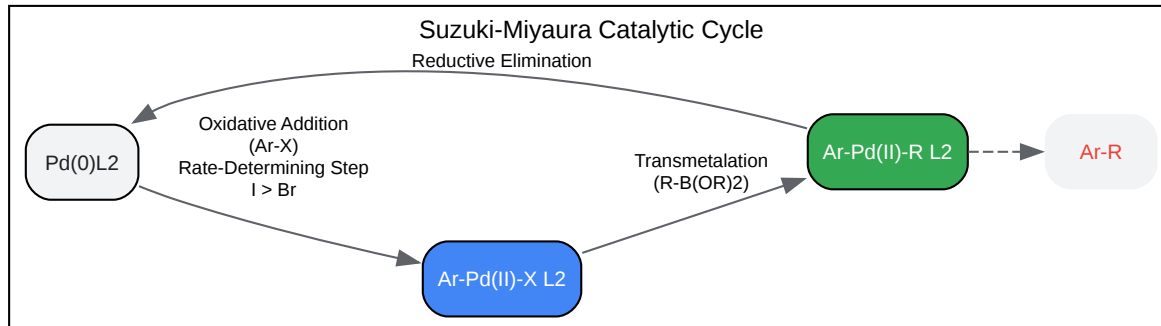 Suzuki-Miyaura Catalytic Cycle
Reductive Elimination
Oxidative Addition
(Ar-X)
Rate-Determining Step
I > Br
Pd(0)L2
Transmetalation
(R-B(OR)2)
Ar-Pd(II)-R L2
Ar-R
Ar-Pd(II)-X L2